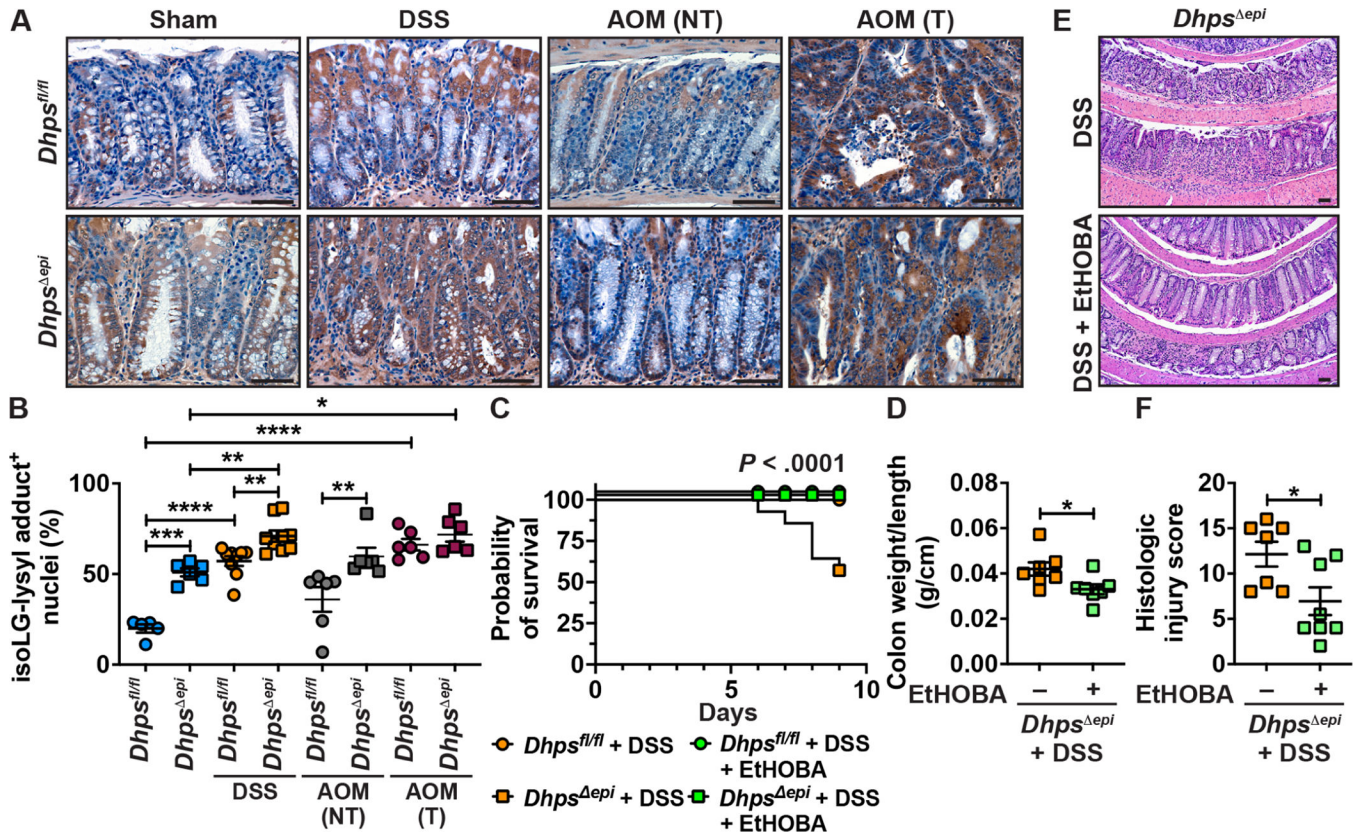 A
Sham
DSS
AOM (NT)
AOM (T)
Dhps^fl/fl
Dhps^Δepi
E
Dhps^Δepi
DSS
DSS + EtHOBA
B
isoLG-lysyl adduct⁺
nuclei (%)
100
50
0
***
****
**
**
**
****
*
Dhps^fl/fl
Dhps^Δepi
Dhps^fl/fl
Dhps^Δepi
Dhps^fl/fl
Dhps^Δepi
Dhps^fl/fl
Dhps^Δepi
DSS
AOM
(NT)
AOM
(T)
C
P < .0001
Probability
of survival
100
75
50
25
0
0
5
10
Days
Dhps^fl/fl + DSS
Dhps^fl/fl + DSS
+ EtHOBA
Dhps^Δepi + DSS
Dhps^Δepi + DSS
+ EtHOBA
D
Colon weight/length
(g/cm)
0.08
0.06
0.04
0.02
0.00
*
EtHOBA
– +
Dhps^Δepi
+ DSS
F
Histologic
injury score
20
15
10
5
0
*
EtHOBA
– +
Dhps^Δepi
+ DSS